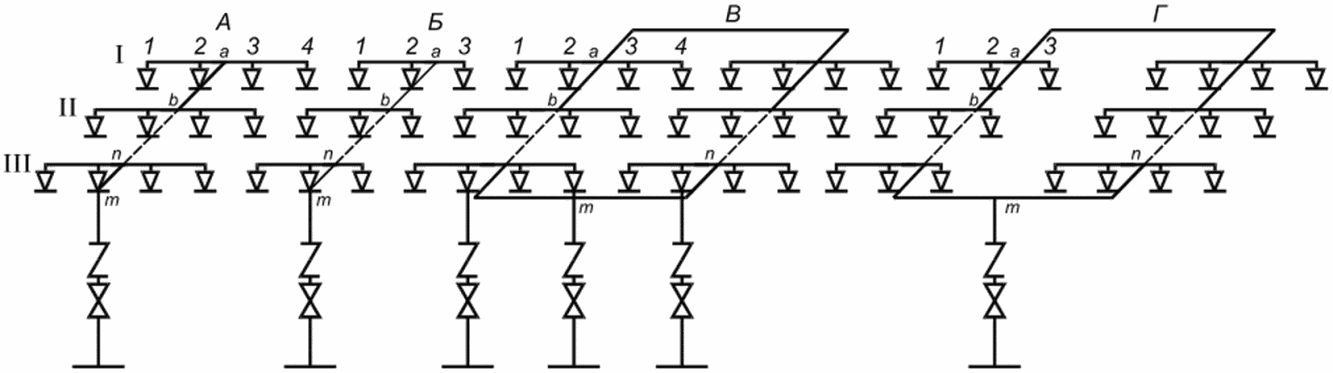 А Б В Г
I 1 2 a 3 4 1 2 a 3 1 2 a 3 4 1 2 a 3
II b b b b
III n n n n
m m m m